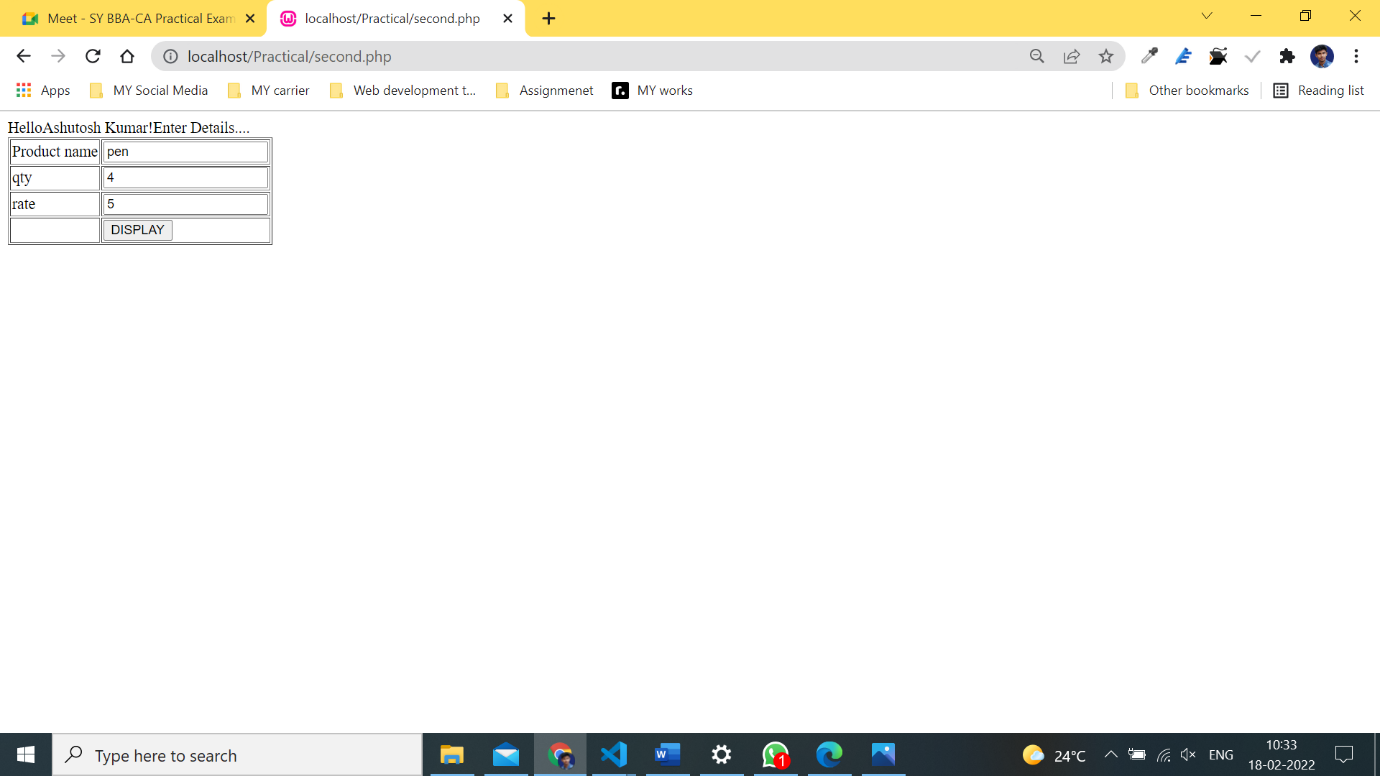 Meet - SY BBA-CA Practical Exam
localhost/Practical/second.php
localhost/Practical/second.php
Apps
MY Social Media
MY carrier
Web development t...
Assignmenet
r.
MY works
Other bookmarks
Reading list
HelloAshutosh Kumar!Enter Details....
Product name pen
qty 4
rate 5
DISPLAY
Type here to search
W
1
24°C
ENG
10:33
18-02-2022